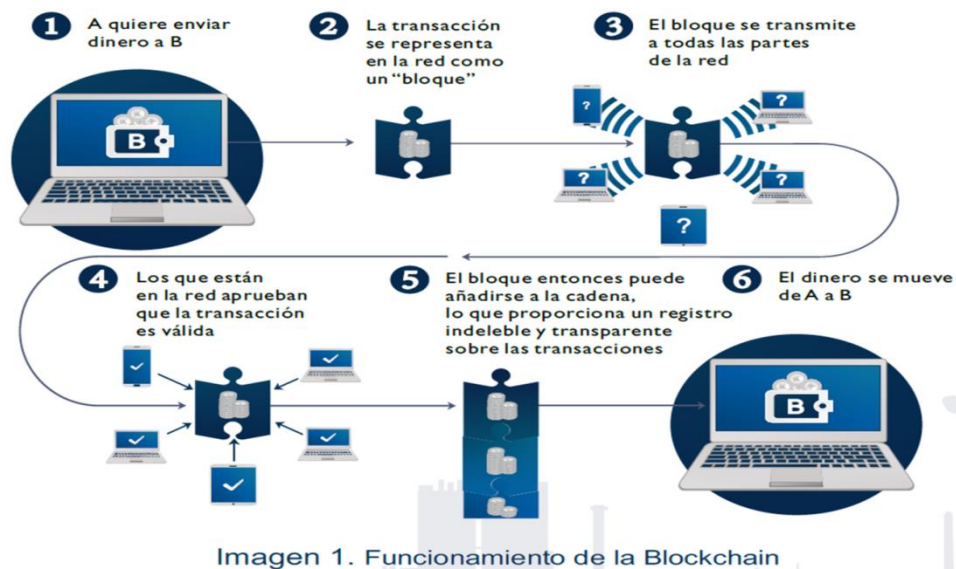 1 A quiere enviar
dinero a B
2 La transacción
se representa
en la red como
un “bloque”
3 El bloque se transmite
a todas las partes
de la red
B
?
?
?
?
?
4 Los que están
en la red aprueban
que la transacción
es válida
5 El bloque entonces puede
añadirse a la cadena,
lo que proporciona un registro
indeleble y transparente
sobre las transacciones
6 El dinero se mueve
de A a B
B
Imagen 1. Funcionamiento de la Blockchain